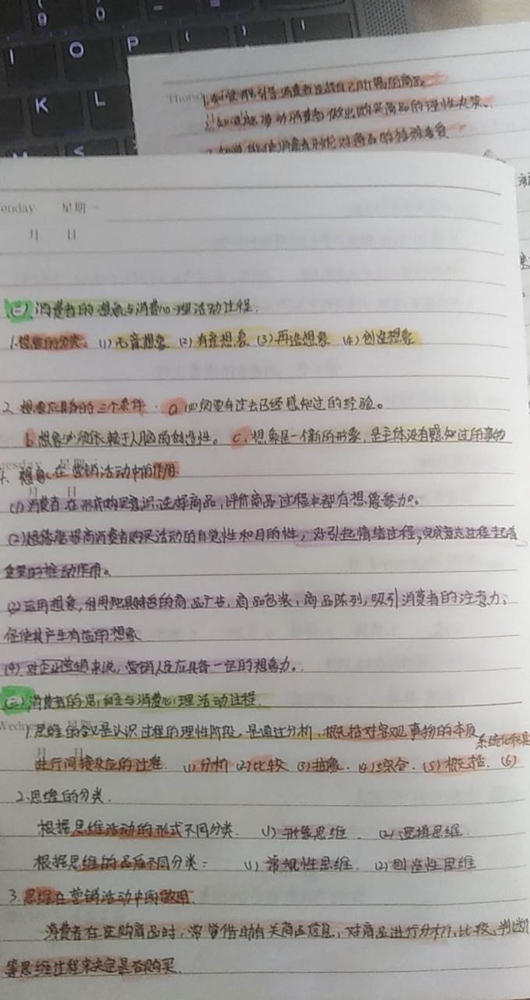 O P
K L
Thursd
1.知觉能引导消费者选择自己所需的商品。
2.知觉能带动消费者做出购买商品的理性决策。
3.知觉能使消费者形成对商品的特殊喜爱
onday 星期一
月 日
(二)消费者的想象与消费心理活动过程.
1.想象的分类: (1)无意想象 (2)有意想象 (3)再造想象 (4)创造想象
2.想象应具备的三个条件. a 必须要有过去已经感知过的经验。
b.想象必须依赖于人脑的创造性。 c.想象是一个新的形象,是主体没有感知过的事物
4. 想象在营销活动中的作用.
(1)消费者在形成购买意识、选择商品,评价商品过程中都有想像参加。
(2)想像能提高消费者购买活动的自觉性和目的性,对引起情绪过程,完成意志过程起着
重要的推动作用。
(3)运用想象,利用独具特色的商品广告,商品包装,商品陈列,吸引消费者的注意力,
促使其产生有益的想象
(4)对企业营销来说,营销人员应具备一定的想象力。
(三)消费者的思维与消费心理活动过程.
Wednesd
1.思维的含义是认识过程的理性阶段,是通过分析,概括对客观事物的本质
进行间接反应的过程. (1)分析 (2)比较 (3)抽象. (4)综合. (5)概括. (6)系统化和具
2.思维的分类.
根据思维活动的形式不同分类. (1)形象思维. (2)逻辑思维.
根据思维的品质不同分类: (1)常规性思维. (2)创造性思维
3.思维在营销活动中的做用.
消费者在选购商品时,常常借助有关商品信息,对商品进行分析,比较,判断
等思维过程来决定是否购买.